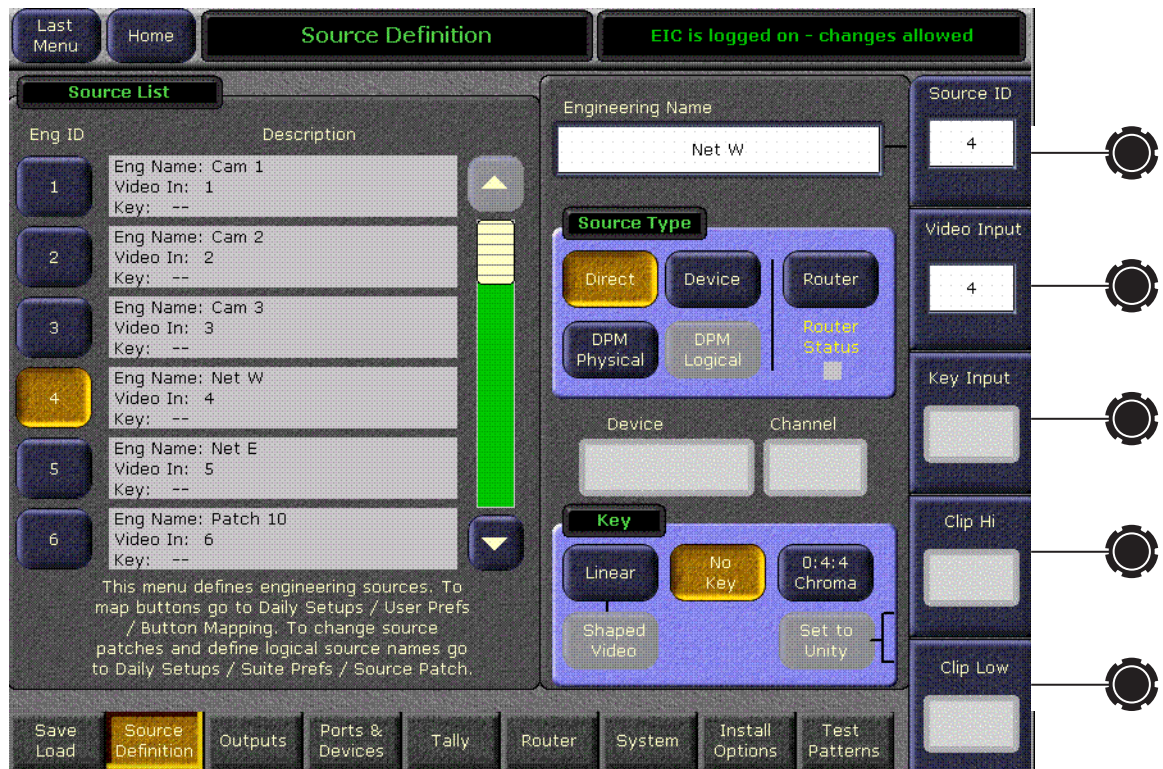 Last
Menu
Home
Source Definition
EIC is logged on - changes allowed
Source List
Eng ID
Description
1
Eng Name: Cam 1
Video In: 1
Key: --
2
Eng Name: Cam 2
Video In: 2
Key: --
3
Eng Name: Cam 3
Video In: 3
Key: --
4
Eng Name: Net W
Video In: 4
Key: --
5
Eng Name: Net E
Video In: 5
Key: --
6
Eng Name: Patch 10
Video In: 6
Key: --
This menu defines engineering sources. To
map buttons go to Daily Setups / User Prefs
/ Button Mapping. To change source
patches and define logical source names go
to Daily Setups / Suite Prefs / Source Patch.
Engineering Name
Net W
Source Type
Direct
Device
Router
DPM
Physical
DPM
Logical
Router
Status
Device
Channel
Key
Linear
No
Key
0:4:4
Chroma
Shaped
Video
Set to
Unity
Source ID
4
Video Input
4
Key Input
Clip Hi
Clip Low
Save
Load
Source
Definition
Outputs
Ports &
Devices
Tally
Router
System
Install
Options
Test
Patterns